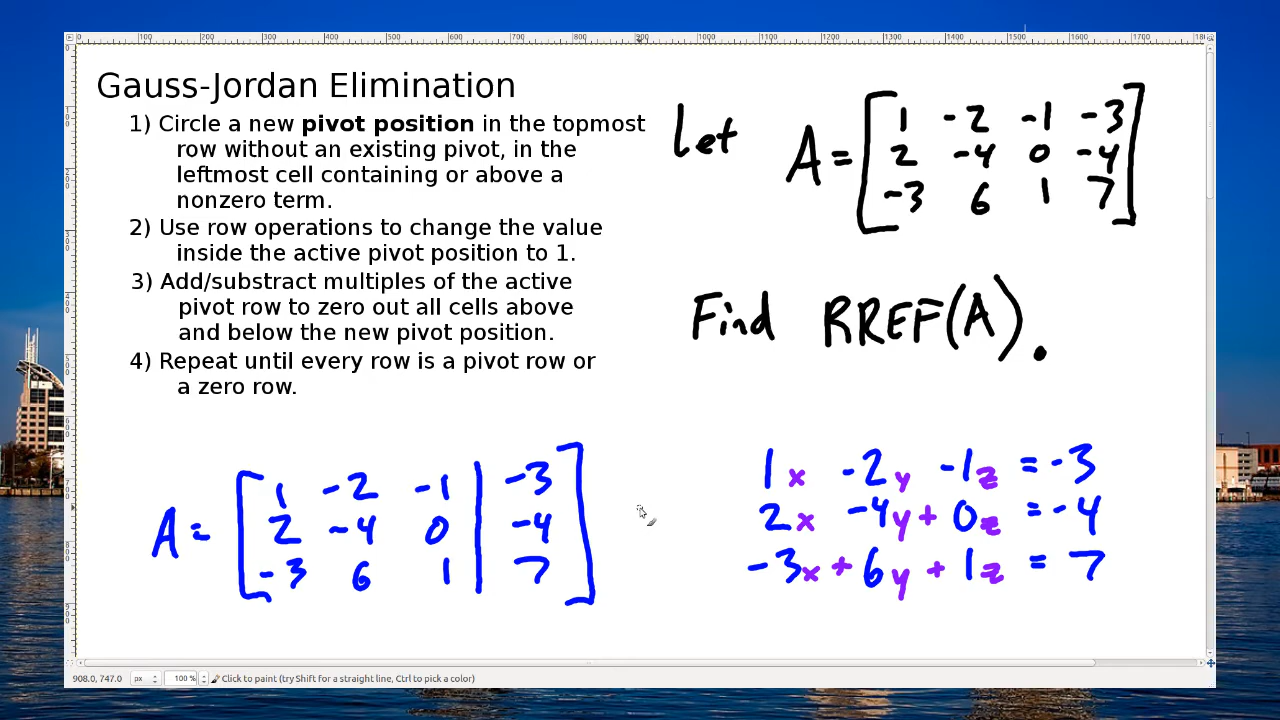 Gauss-Jordan Elimination
1) Circle a new pivot position in the topmost
row without an existing pivot, in the
leftmost cell containing or above a
nonzero term.
2) Use row operations to change the value
inside the active pivot position to 1.
3) Add/substract multiples of the active
pivot row to zero out all cells above
and below the new pivot position.
4) Repeat until every row is a pivot row or
a zero row.
Let A = [ 1 -2 -1 -3
2 -4 0 -4
-3 6 1 7 ]
Find RREF(A).
A = [ 1 -2 -1 | -3
2 -4 0 | -4
-3 6 1 | 7 ]
1x -2y -1z = -3
2x -4y + 0z = -4
-3x + 6y + 1z = 7
908.0, 747.0 px 100 % Click to paint (try Shift for a straight line, Ctrl to pick a color)